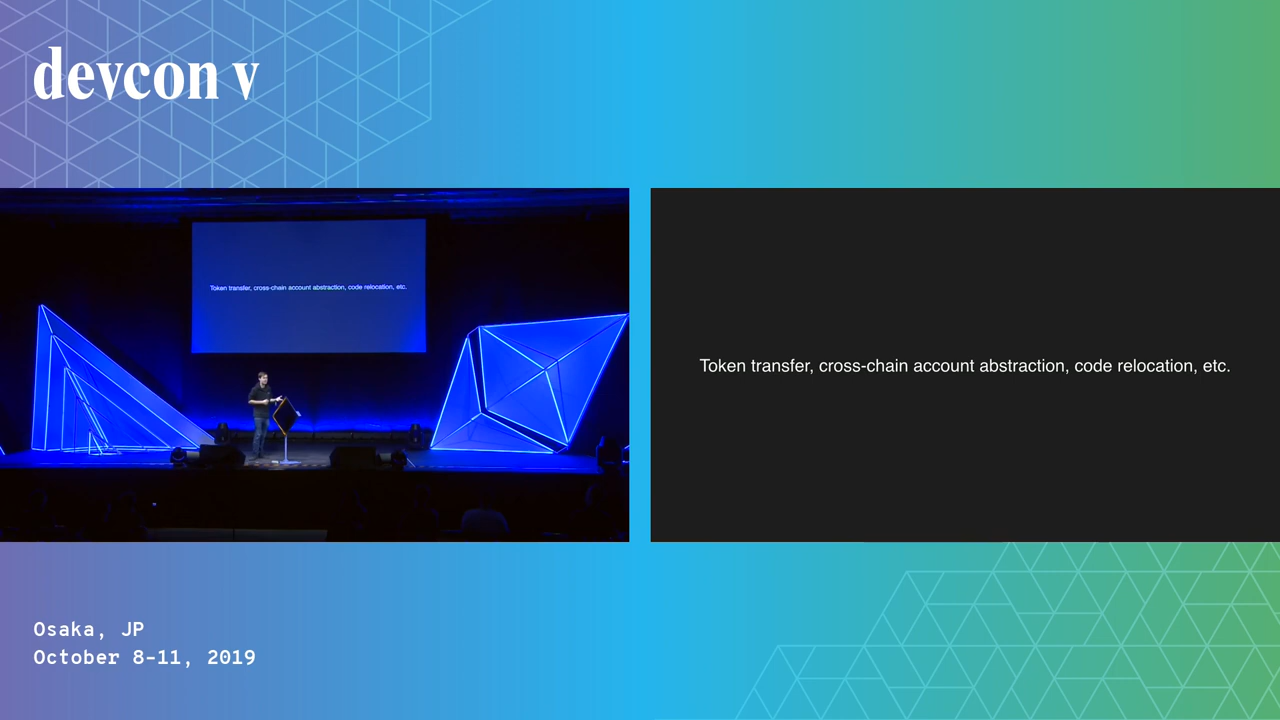 devcon v
Token transfer, cross-chain account abstraction, code relocation, etc.
Token transfer, cross-chain account abstraction, code relocation, etc.
Osaka, JP
October 8-11, 2019